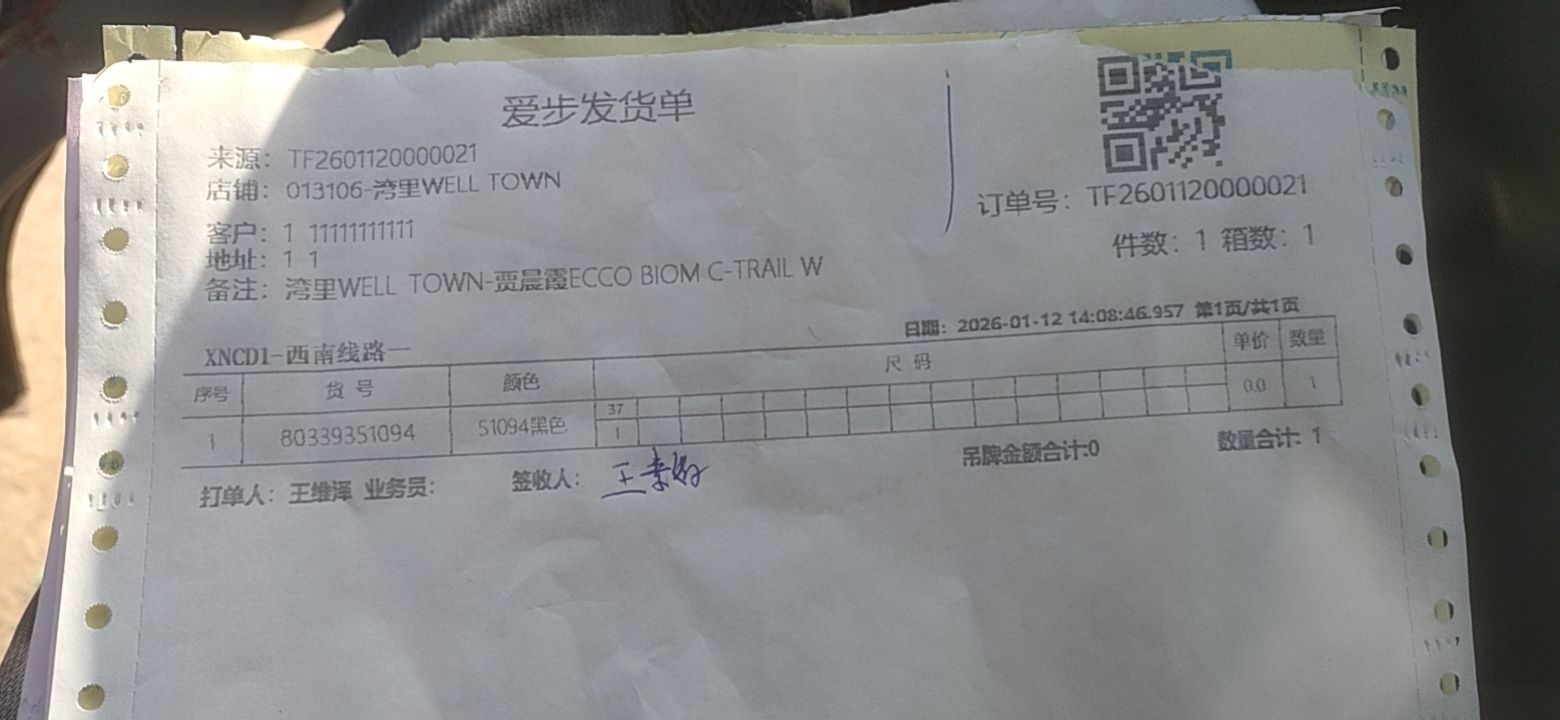 爱步发货单
来源：TF2601120000021
店铺：013106-湾里WELL TOWN
订单号：TF2601120000021
客户：1 11111111111
件数：1 箱数：1
地址：1 1
备注：湾里WELL TOWN-贾晨霞ECCO BIOM C-TRAIL W
日期：2026-01-12 14:08:46.957 第1页/共1页
XNCD1-西南线路一
序号 货号 颜色 尺码 单价 数量
37
1 80339351094 51094黑色 1 0.0 1
吊牌金额合计:0 数量合计: 1
打单人：王维泽 业务员： 签收人： 王